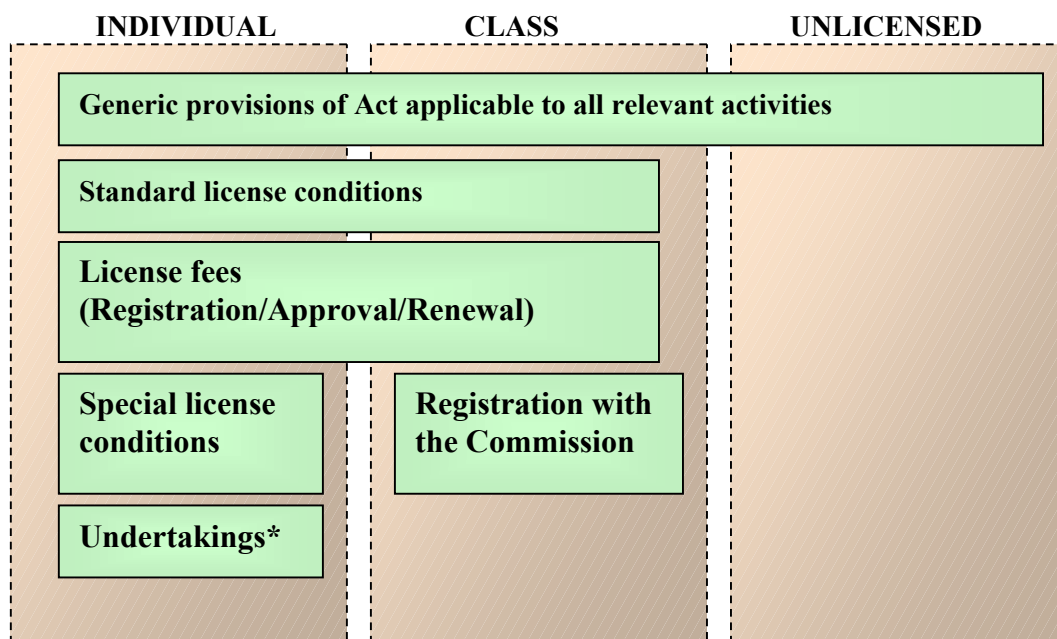 INDIVIDUAL CLASS UNLICENSED
Generic provisions of Act applicable to all relevant activities
Standard license conditions
License fees
(Registration/Approval/Renewal)
Special license
conditions
Registration with
the Commission
Undertakings*